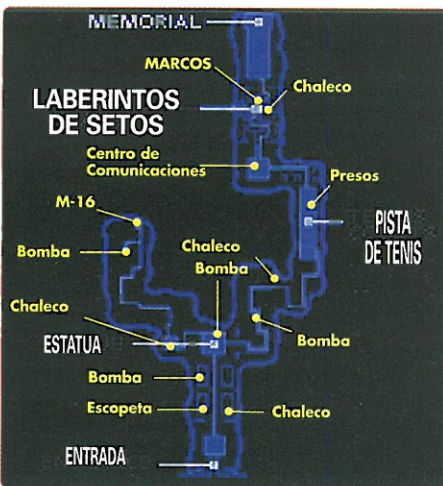 MEMORIAL
MARCOS
Chaleco
LABERINTOS
DE SETOS
Centro de
Comunicaciones
Presos
M-16
PISTA
DE TENIS
Chaleco
Bomba
Bomba
Chaleco
ESTATUA
Bomba
Bomba
Escopeta
Chaleco
ENTRADA